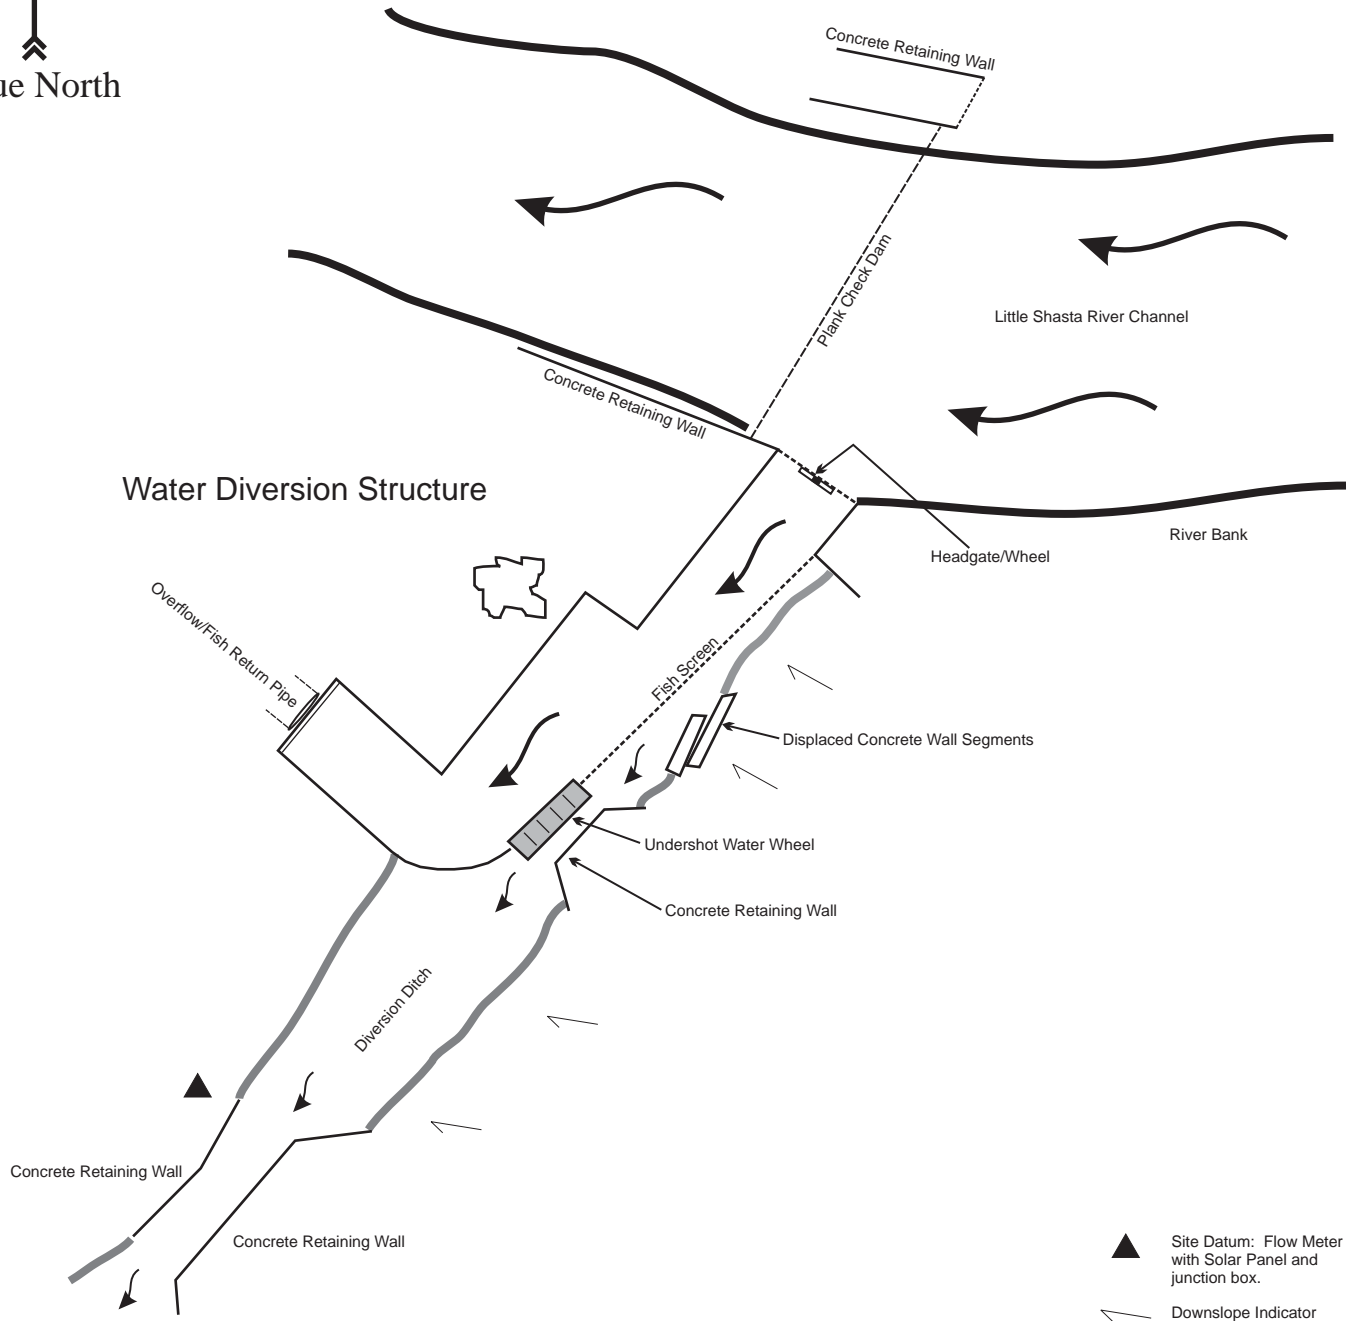 Concrete Retaining Wall
North
Plank Check Dam
Little Shasta River Channel
Concrete Retaining Wall
Water Diversion Structure
River Bank
Headgate/Wheel
Overflow/Fish Return Pipe
Fish Screen
Displaced Concrete Wall Segments
Undershot Water Wheel
Concrete Retaining Wall
Diversion Ditch
Concrete Retaining Wall
Concrete Retaining Wall
Site Datum: Flow Meter
with Solar Panel and
junction box.
Downslope Indicator